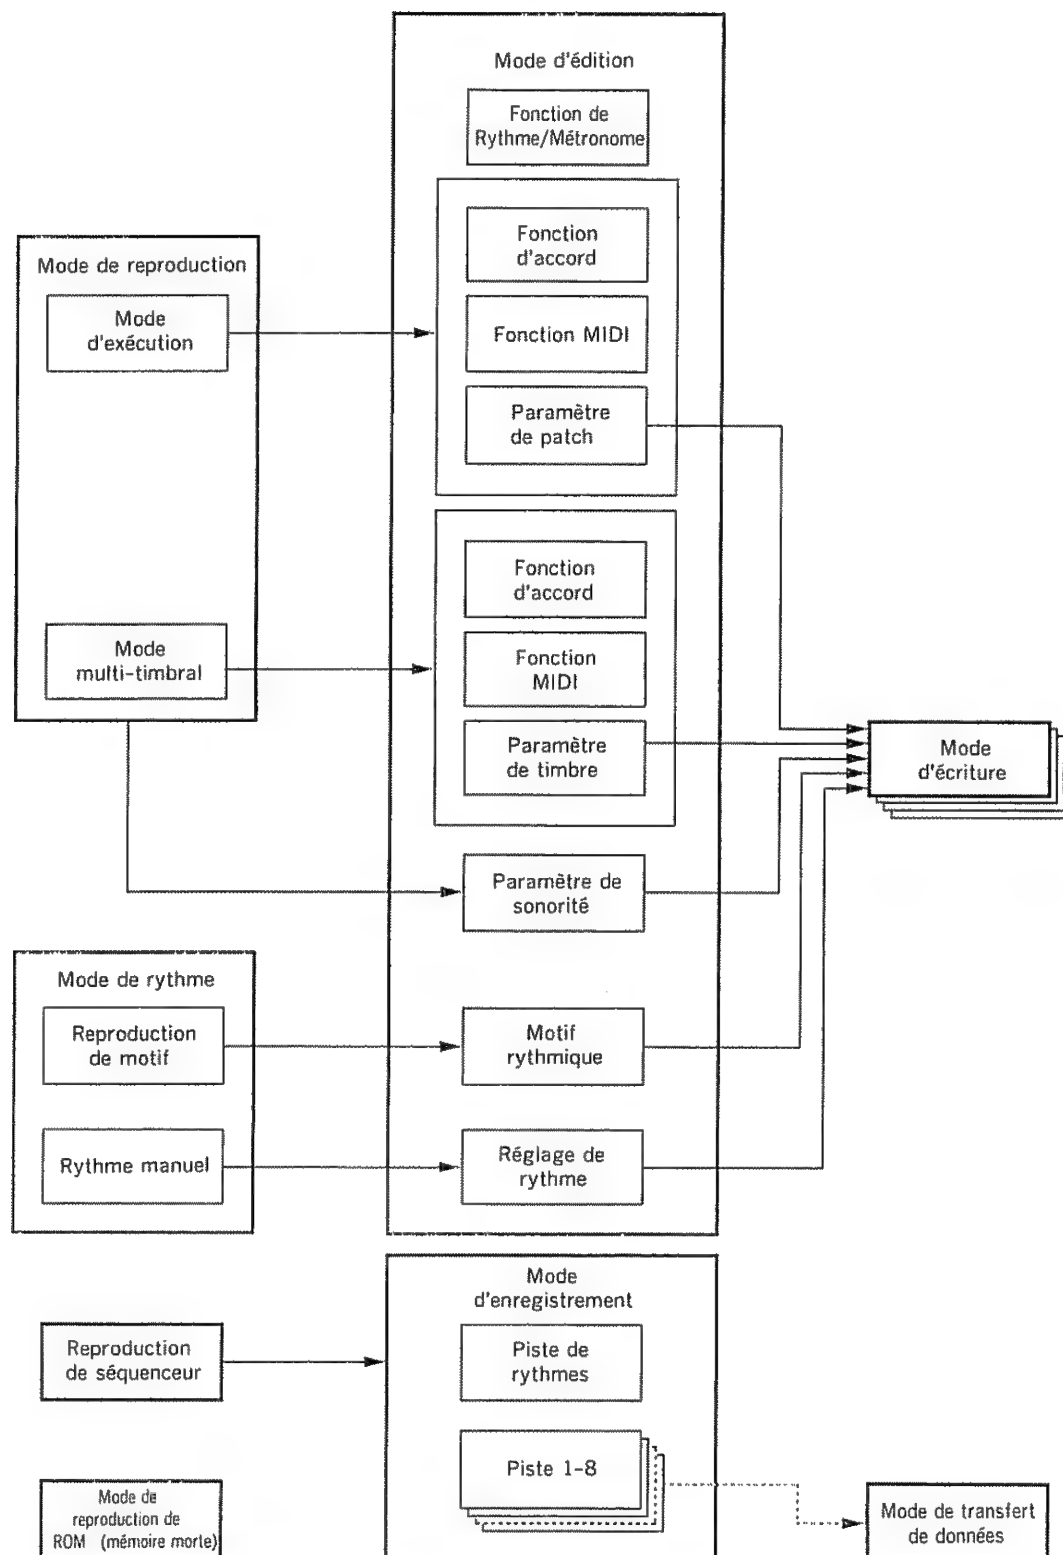 Mode d'édition
Fonction de
Rythme/Métronome
Fonction
d'accord
Mode de reproduction
Mode
d'exécution
Fonction MIDI
Paramètre
de patch
Fonction
d'accord
Mode
multi-timbral
Fonction
MIDI
Paramètre
de timbre
Mode
d'écriture
Paramètre de
sonorité
Mode de rythme
Reproduction
de motif
Motif
rythmique
Rythme manuel
Réglage de
rythme
Mode
d'enregistrement
Reproduction
de séquenceur
Piste de
rythmes
Piste 1-8
Mode de
reproduction de
ROM (mémoire morte)
Mode de transfert
de données